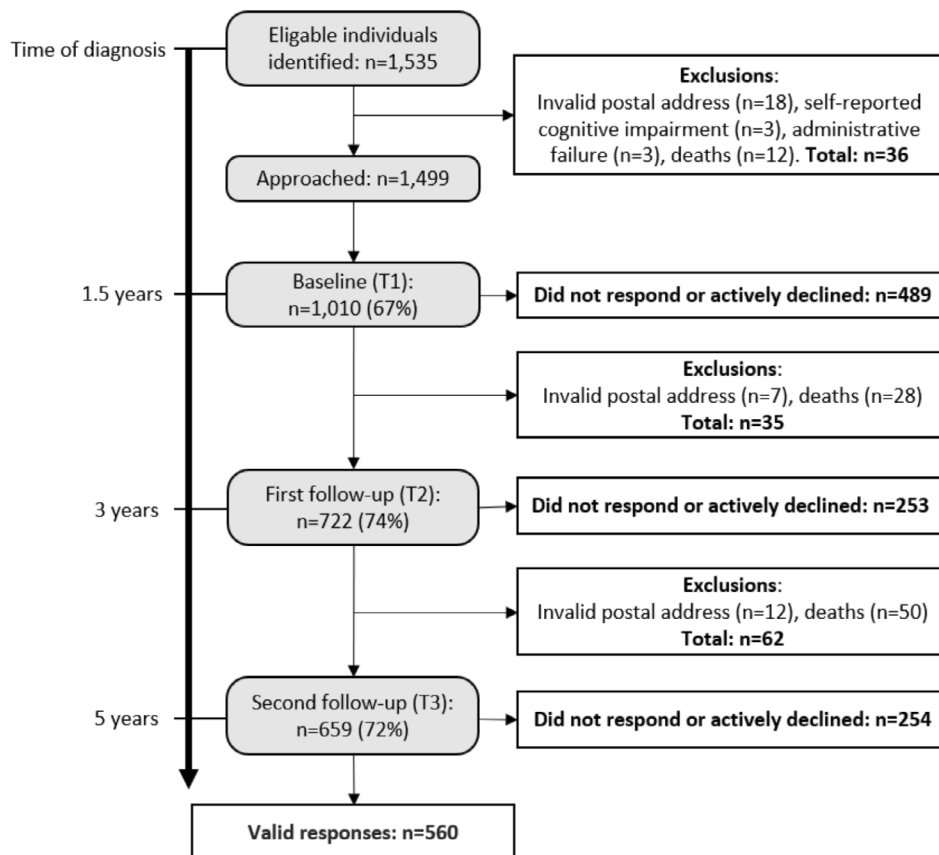 Time of diagnosis
Eligable individuals
identified: n=1,535
Exclusions:
Invalid postal address (n=18), self-reported
cognitive impairment (n=3), administrative
failure (n=3), deaths (n=12). Total: n=36
Approached: n=1,499
1.5 years
Baseline (T1):
n=1,010 (67%)
Did not respond or actively declined: n=489
Exclusions:
Invalid postal address (n=7), deaths (n=28)
Total: n=35
3 years
First follow-up (T2):
n=722 (74%)
Did not respond or actively declined: n=253
Exclusions:
Invalid postal address (n=12), deaths (n=50)
Total: n=62
5 years
Second follow-up (T3):
n=659 (72%)
Did not respond or actively declined: n=254
Valid responses: n=560